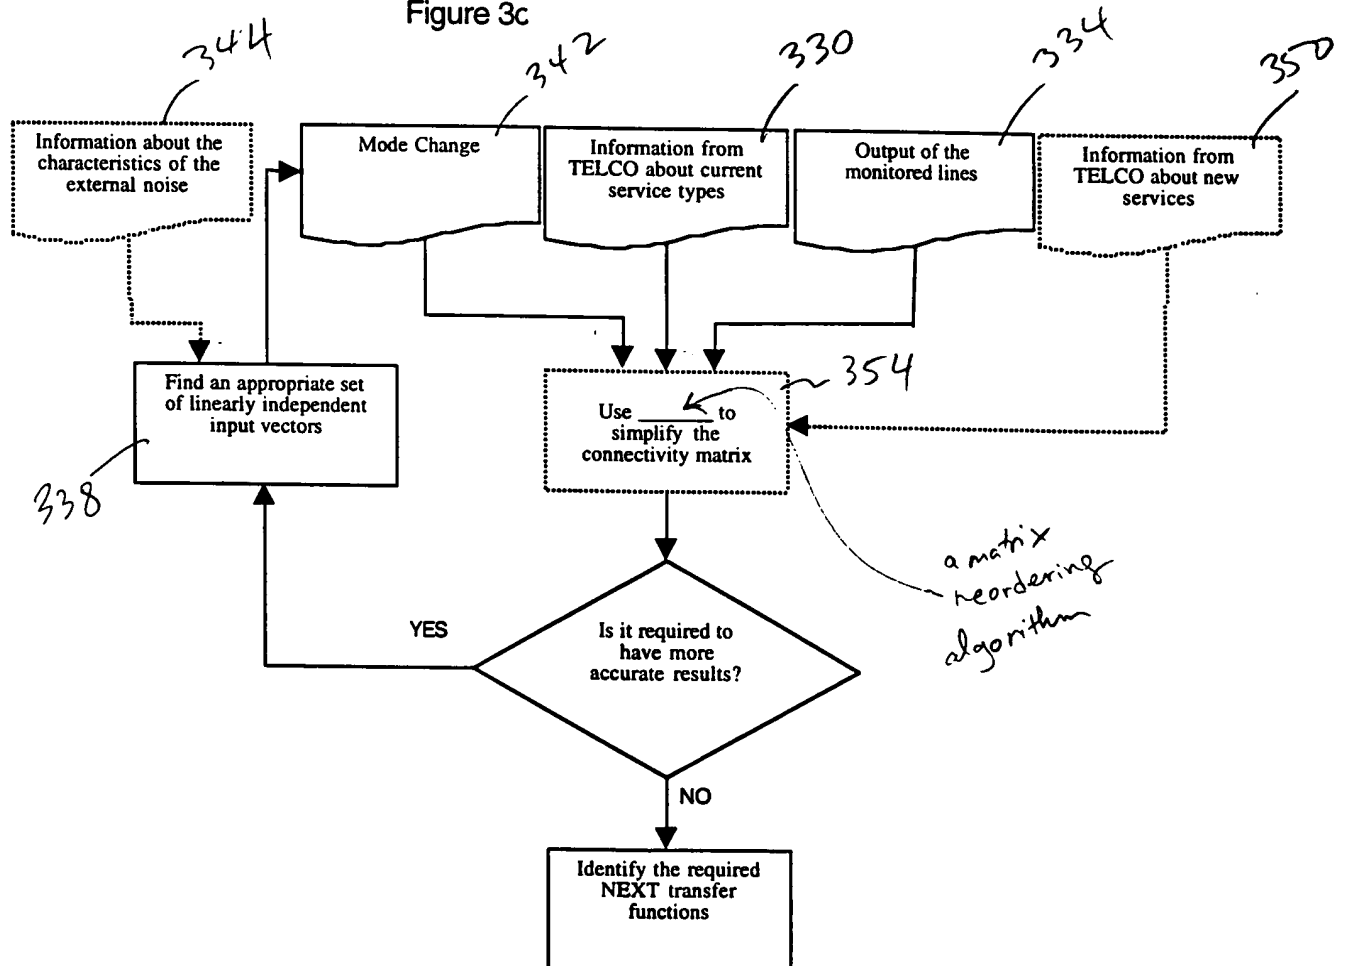 Figure 3c
344
342
330
334
350
Information about the
characteristics of the
external noise
Mode Change
Information from
TELCO about current
service types
Output of the
monitored lines
Information from
TELCO about new
services
Find an appropriate set
of linearly independent
input vectors
338
Use ______ to
simplify the
connectivity matrix
354
a matrix
reordering
algorithm
YES
Is it required to
have more
accurate results?
NO
Identify the required
NEXT transfer
functions